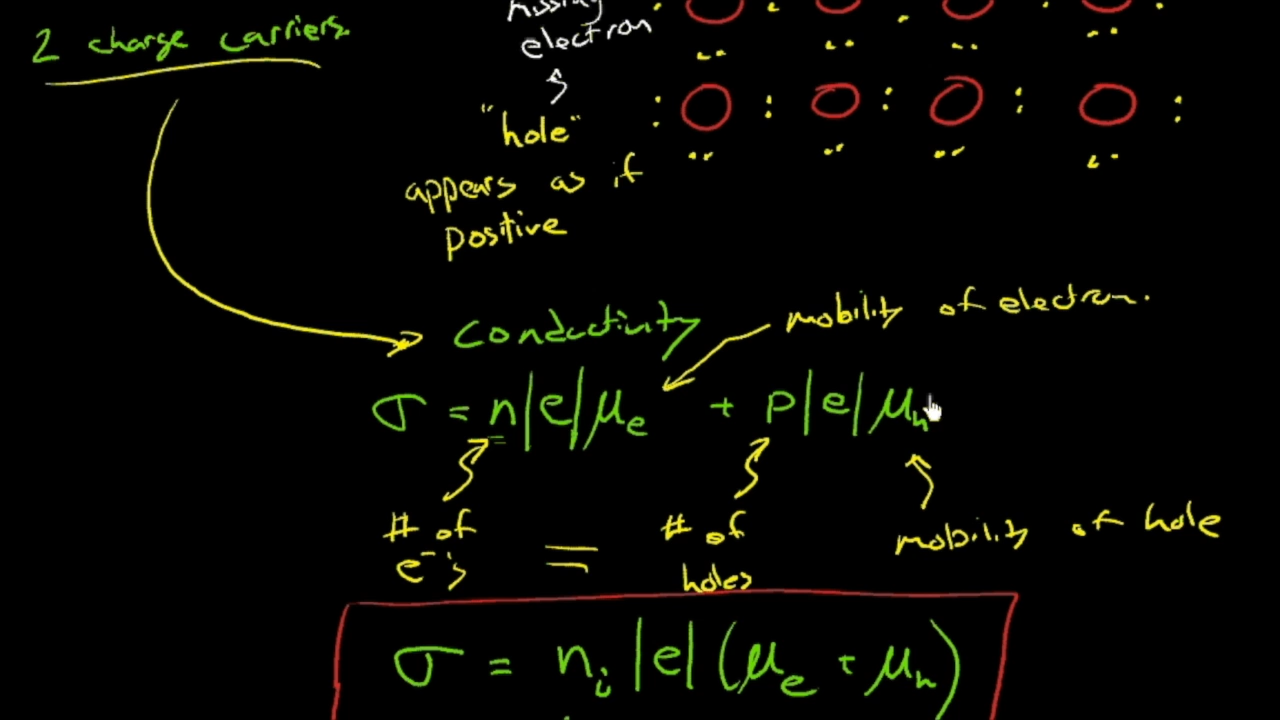 2 charge carriers.
missing
electron
"hole"
appears as if
positive
conductivity
mobility of electron.
σ = n|e|μe + p|e|μh
# of
e⁻'s
=
# of
holes
mobility of hole
σ = ni|e|(μe + μh)